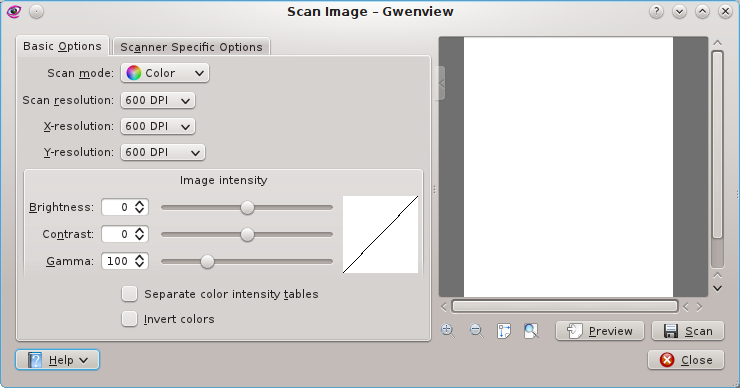 Scan Image – Gwenview
Basic Options
Scanner Specific Options
Scan mode: Color
Scan resolution: 600 DPI
X-resolution: 600 DPI
Y-resolution: 600 DPI
Image intensity
Brightness: 0
Contrast: 0
Gamma: 100
Separate color intensity tables
Invert colors
Preview
Scan
Help
Close